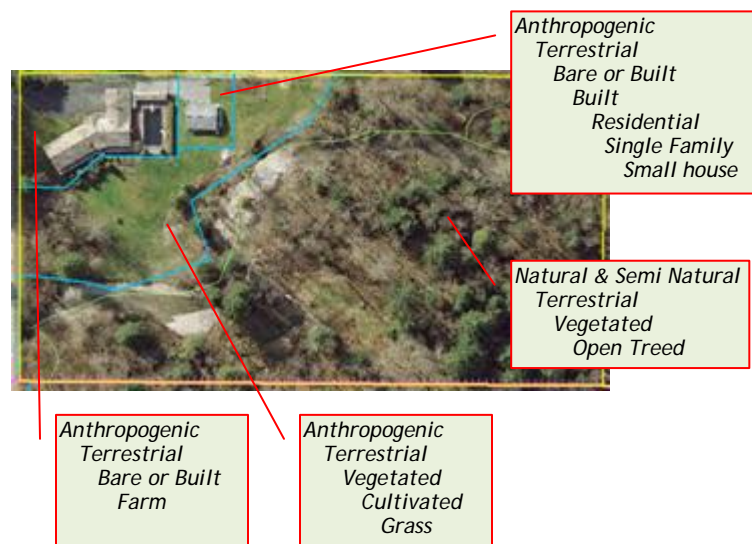 Anthropogenic
Terrestrial
Bare or Built
Built
Residential
Single Family
Small house
Natural & Semi Natural
Terrestrial
Vegetated
Open Treed
Anthropogenic
Terrestrial
Bare or Built
Farm
Anthropogenic
Terrestrial
Vegetated
Cultivated
Grass